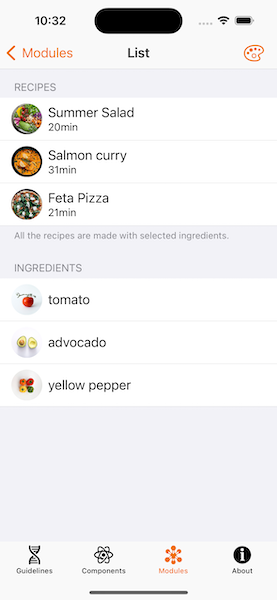 10:32
Modules
List
RECIPES
Summer Salad
20min
Salmon curry
31min
Feta Pizza
21min
All the recipes are made with selected ingredients.
INGREDIENTS
tomato
advocado
yellow pepper
Guidelines
Components
Modules
About